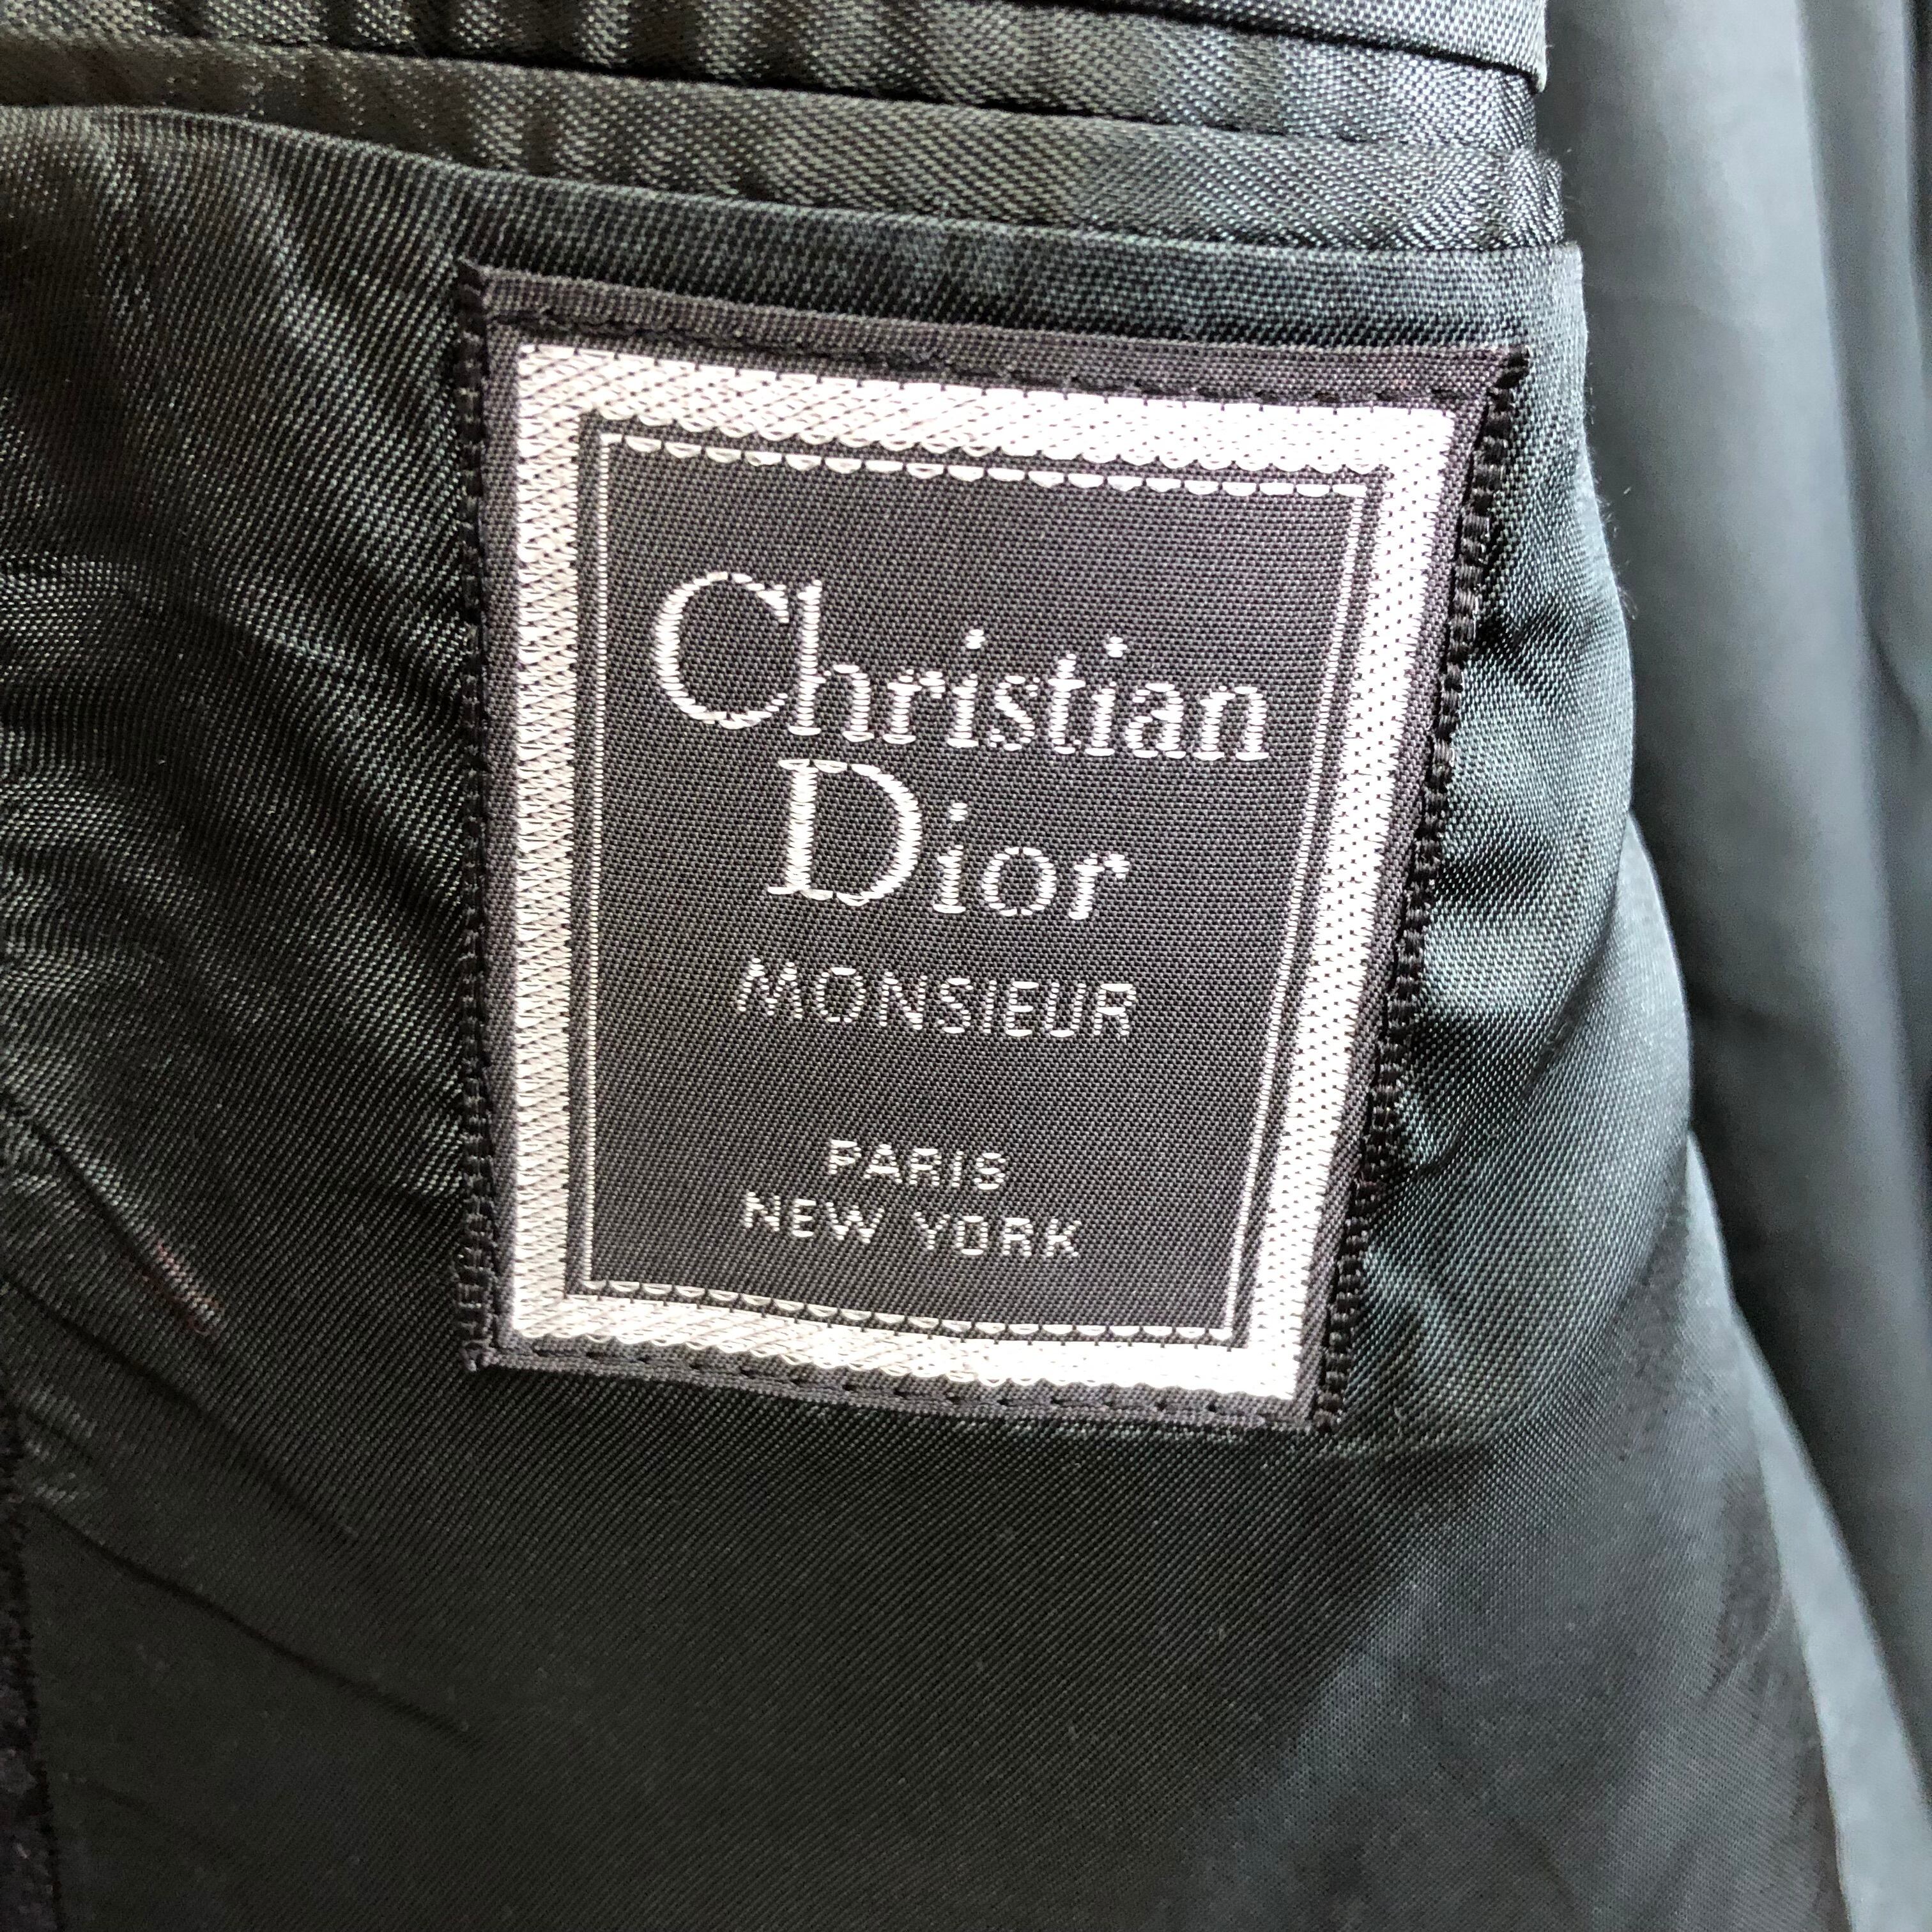 Christian
Dior
MONSIEUR
PARIS
NEW YORK